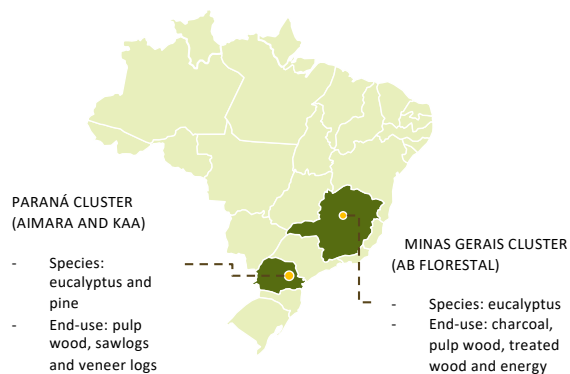 PARANÁ CLUSTER
(AIMARA AND KAA)
- Species:
eucalyptus and
pine
- End-use: pulp
wood, sawlogs
and veneer logs
MINAS GERAIS CLUSTER
(AB FLORESTAL)
- Species: eucalyptus
- End-use: charcoal,
pulp wood, treated
wood and energy